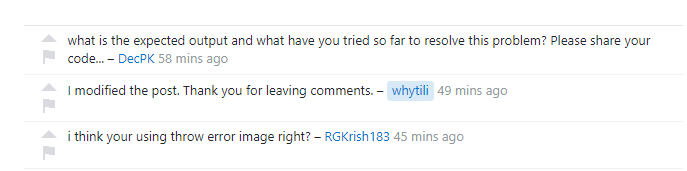 what is the expected output and what have you tried so far to resolve this problem? Please share your
code... – DecPK 58 mins ago
I modified the post. Thank you for leaving comments. – whytili 49 mins ago
i think your using throw error image right? – RGKrish183 45 mins ago